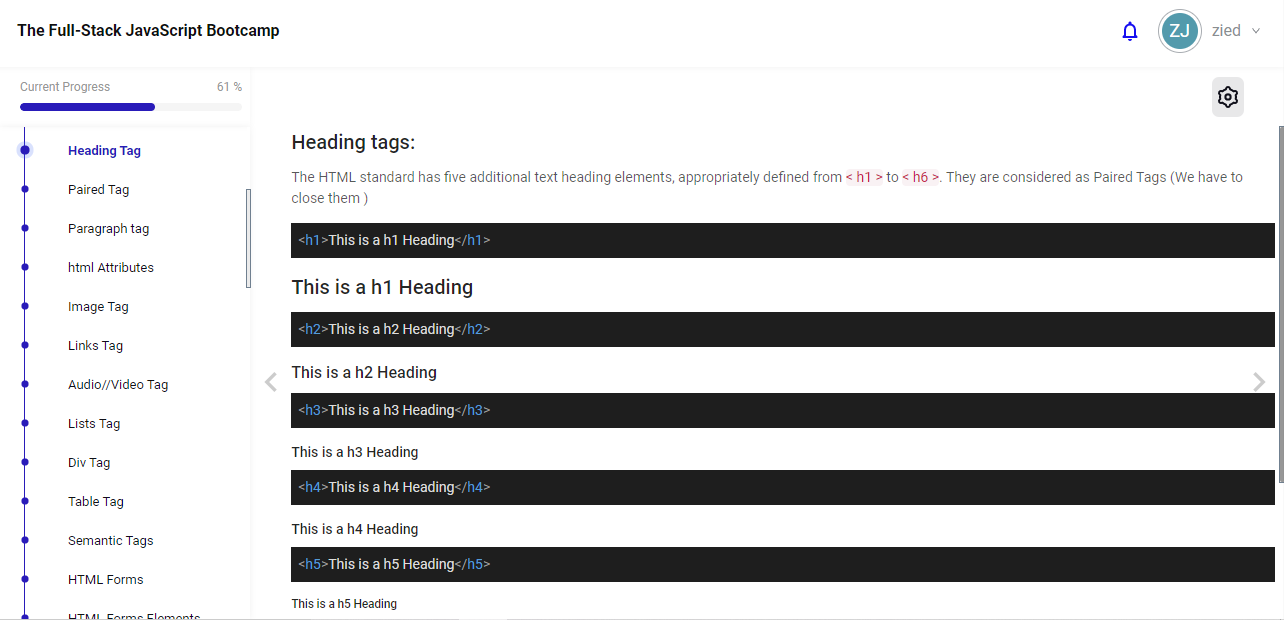 The Full-Stack JavaScript Bootcamp
ZJ
zied
Current Progress
61 %
Heading Tag
Paired Tag
Paragraph tag
html Attributes
Image Tag
Links Tag
Audio//Video Tag
Lists Tag
Div Tag
Table Tag
Semantic Tags
HTML Forms
HTML Forms Elements
Heading tags:
The HTML standard has five additional text heading elements, appropriately defined from < h1 > to < h6 >. They are considered as Paired Tags (We have to
close them )
<h1>This is a h1 Heading</h1>
This is a h1 Heading
<h2>This is a h2 Heading</h2>
This is a h2 Heading
<h3>This is a h3 Heading</h3>
This is a h3 Heading
<h4>This is a h4 Heading</h4>
This is a h4 Heading
<h5>This is a h5 Heading</h5>
This is a h5 Heading